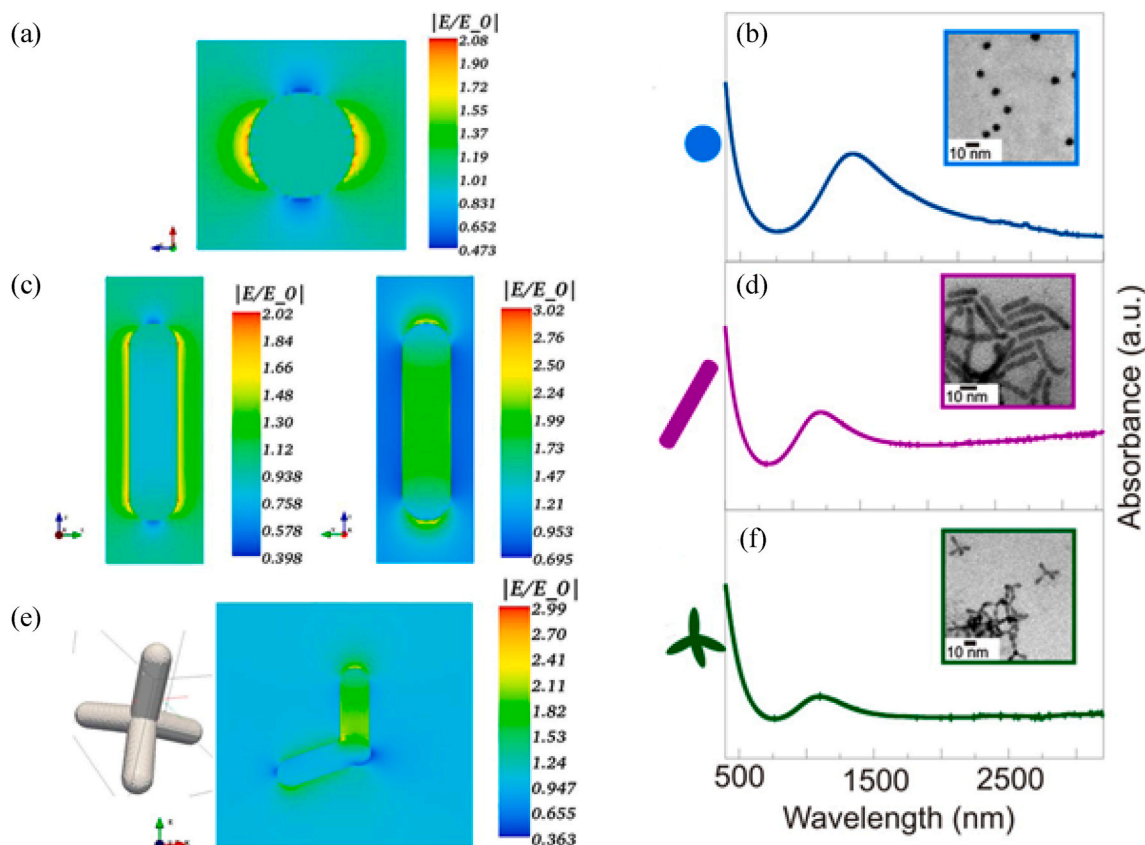 (a)
|E/E_0|
2.08
1.90
1.72
1.55
1.37
1.19
1.01
0.831
0.652
0.473
(b)
10 nm
(c)
|E/E_0|
2.02
1.84
1.66
1.48
1.30
1.12
0.938
0.758
0.578
0.398
|E/E_0|
3.02
2.76
2.50
2.24
1.99
1.73
1.47
1.21
0.953
0.695
(d)
10 nm
(e)
|E/E_0|
2.99
2.70
2.41
2.11
1.82
1.53
1.24
0.947
0.655
0.363
(f)
10 nm
Absorbance (a.u.)
500 1500 2500
Wavelength (nm)